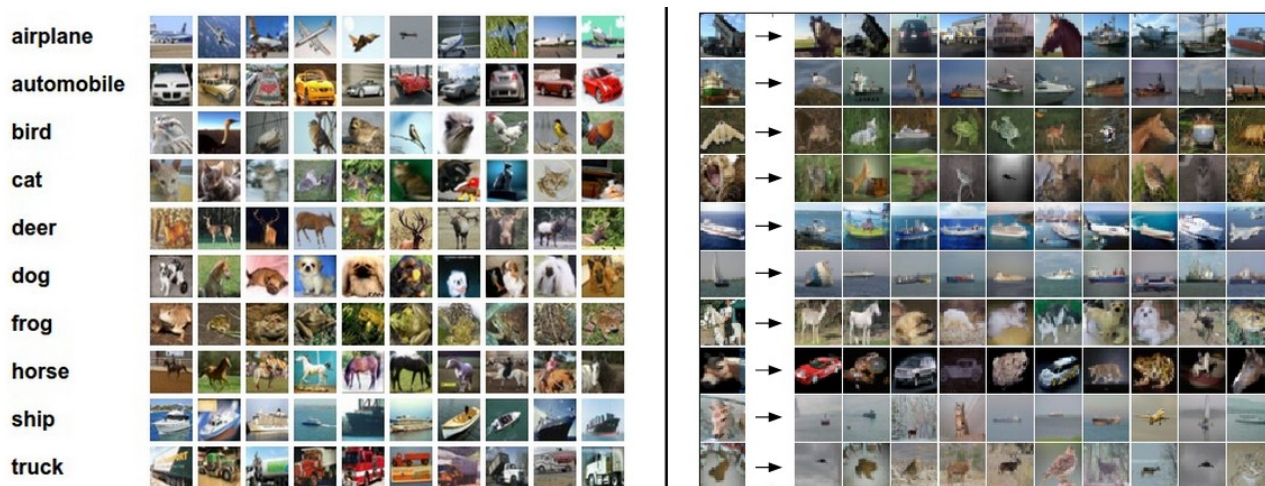 airplane
automobile
bird
cat
deer
dog
frog
horse
ship
truck